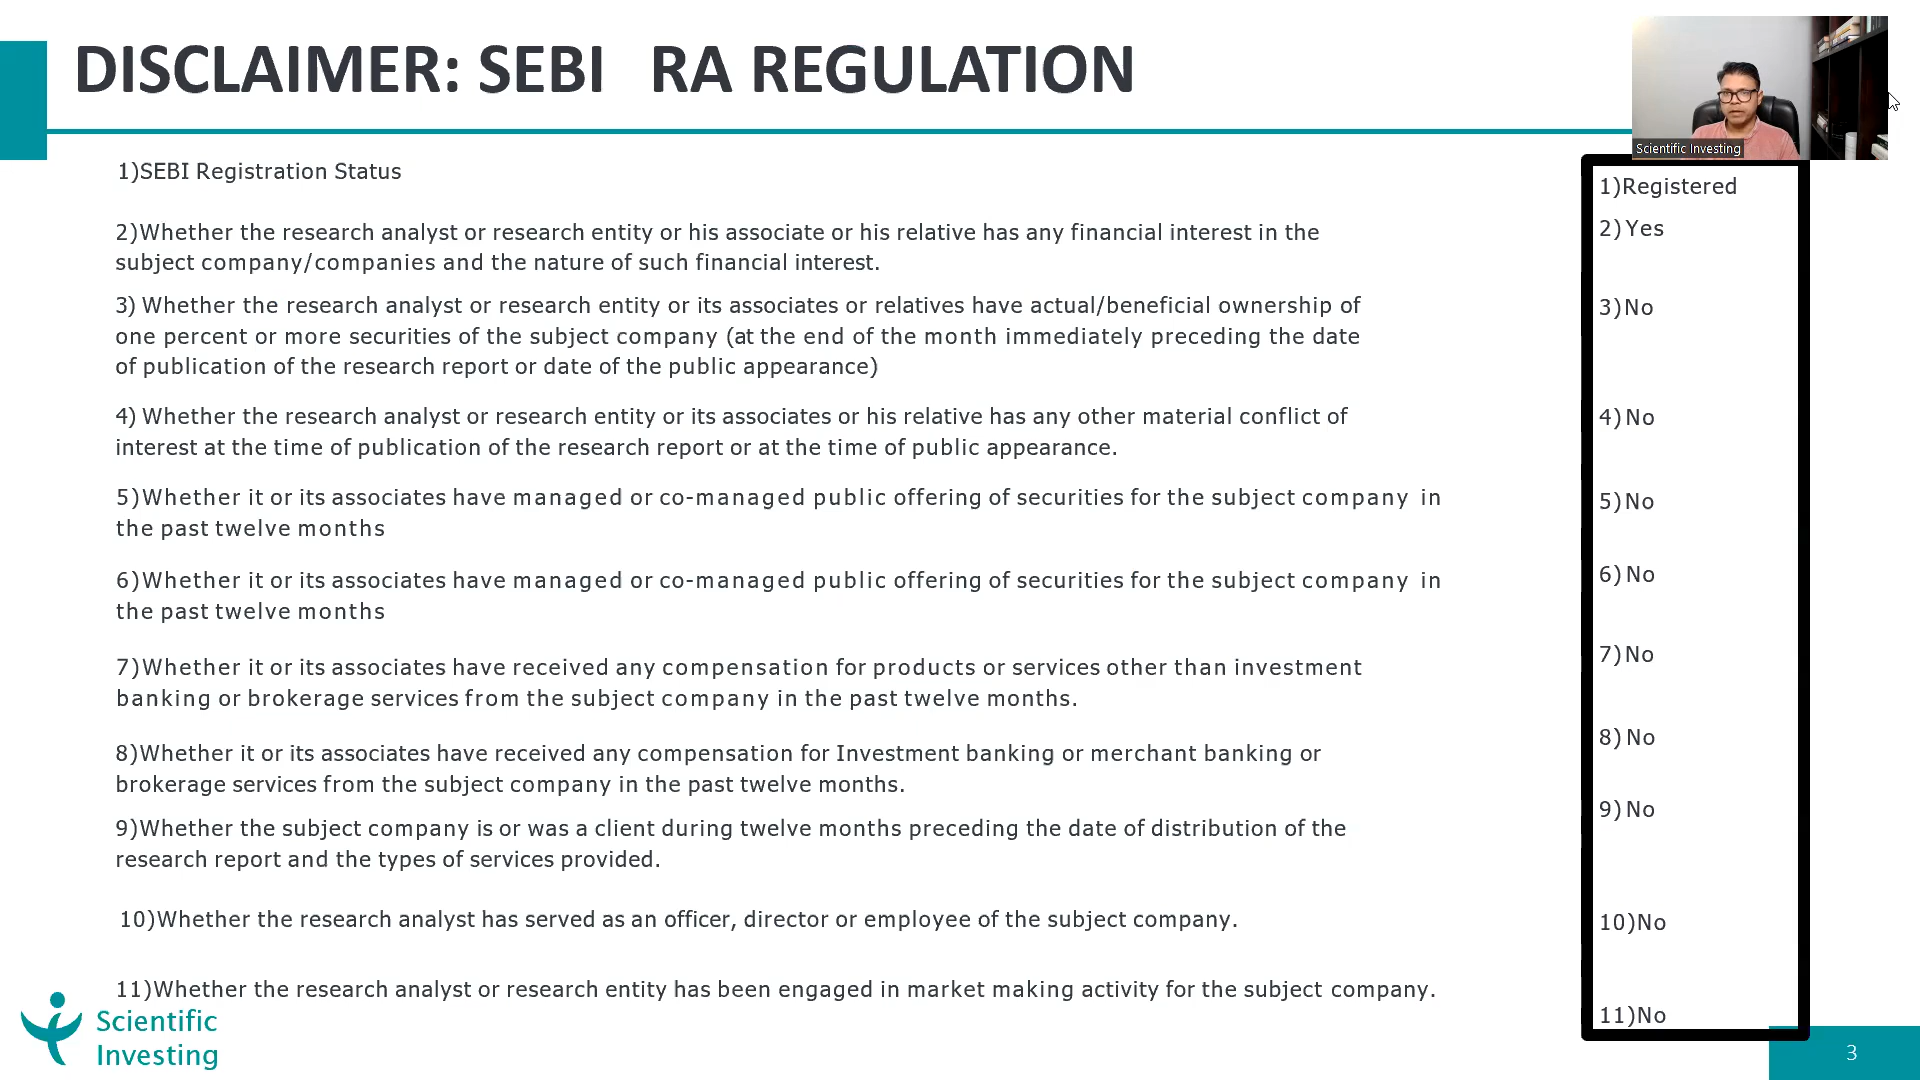 DISCLAIMER: SEBI RA REGULATION
Scientific Investing
1)SEBI Registration Status
1)Registered
2)Whether the research analyst or research entity or his associate or his relative has any financial interest in the
subject company/companies and the nature of such financial interest.
2)Yes
3) Whether the research analyst or research entity or its associates or relatives have actual/beneficial ownership of
one percent or more securities of the subject company (at the end of the month immediately preceding the date
of publication of the research report or date of the public appearance)
3)No
4) Whether the research analyst or research entity or its associates or his relative has any other material conflict of
interest at the time of publication of the research report or at the time of public appearance.
4)No
5)Whether it or its associates have managed or co-managed public offering of securities for the subject company in
the past twelve months
5)No
6)Whether it or its associates have managed or co-managed public offering of securities for the subject company in
the past twelve months
6)No
7)Whether it or its associates have received any compensation for products or services other than investment
banking or brokerage services from the subject company in the past twelve months.
7)No
8)Whether it or its associates have received any compensation for Investment banking or merchant banking or
brokerage services from the subject company in the past twelve months.
8)No
9)Whether the subject company is or was a client during twelve months preceding the date of distribution of the
research report and the types of services provided.
9)No
10)Whether the research analyst has served as an officer, director or employee of the subject company.
10)No
11)Whether the research analyst or research entity has been engaged in market making activity for the subject company.
11)No
Scientific
Investing
3